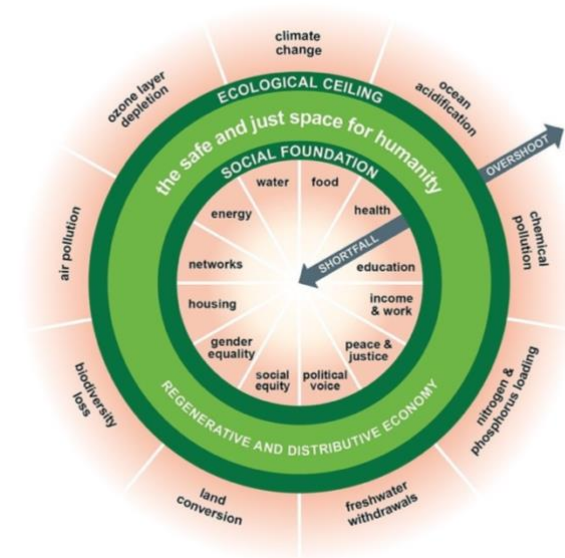 climate
change
ozone layer
depletion
ocean
acidification
ECOLOGICAL CEILING
the safe and just space for humanity
OVERSHOOT
SOCIAL FOUNDATION
water
food
energy
health
air pollution
chemical
pollution
SHORTFALL
networks
education
housing
income
& work
gender
equality
peace &
justice
social
equity
political
voice
biodiversity
loss
nitrogen &
phosphorus loading
REGENERATIVE AND DISTRIBUTIVE ECONOMY
land
conversion
freshwater
withdrawals